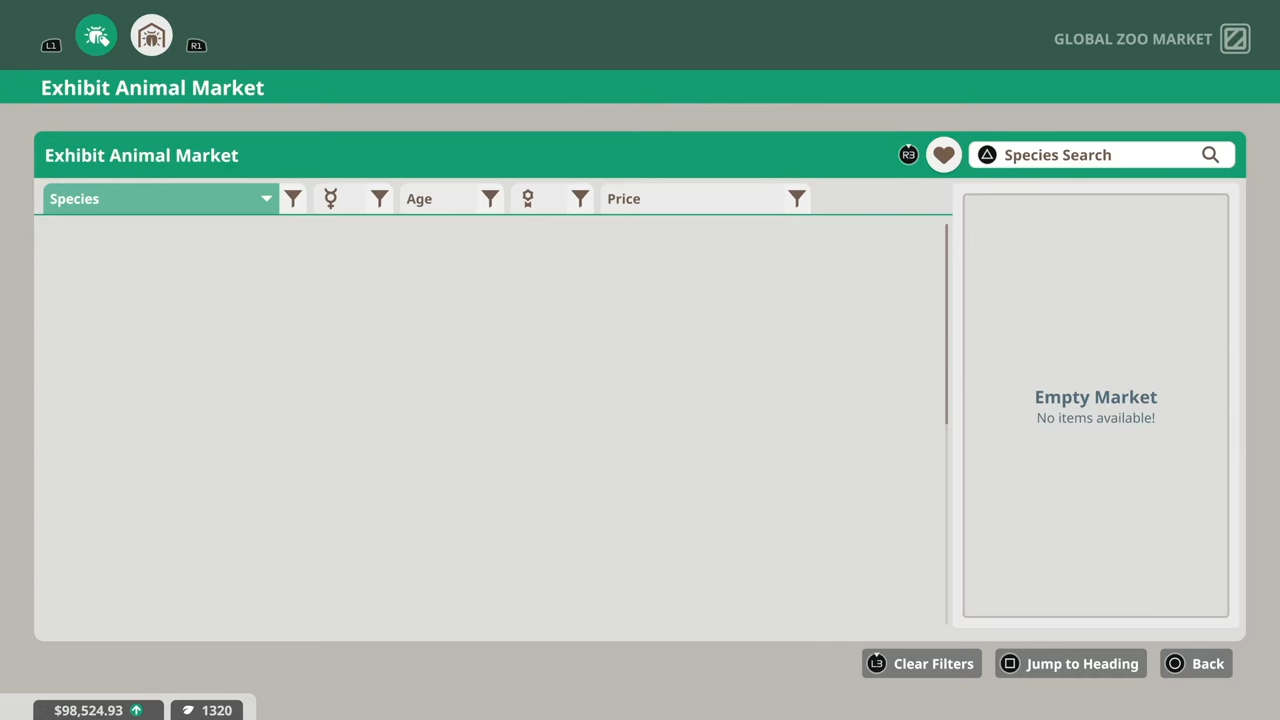 L1
R1
GLOBAL ZOO MARKET
Exhibit Animal Market
Exhibit Animal Market
R3
Species Search
Species
Age
Price
Empty Market
No items available!
L3 Clear Filters
Jump to Heading
Back
$98,524.93
1320